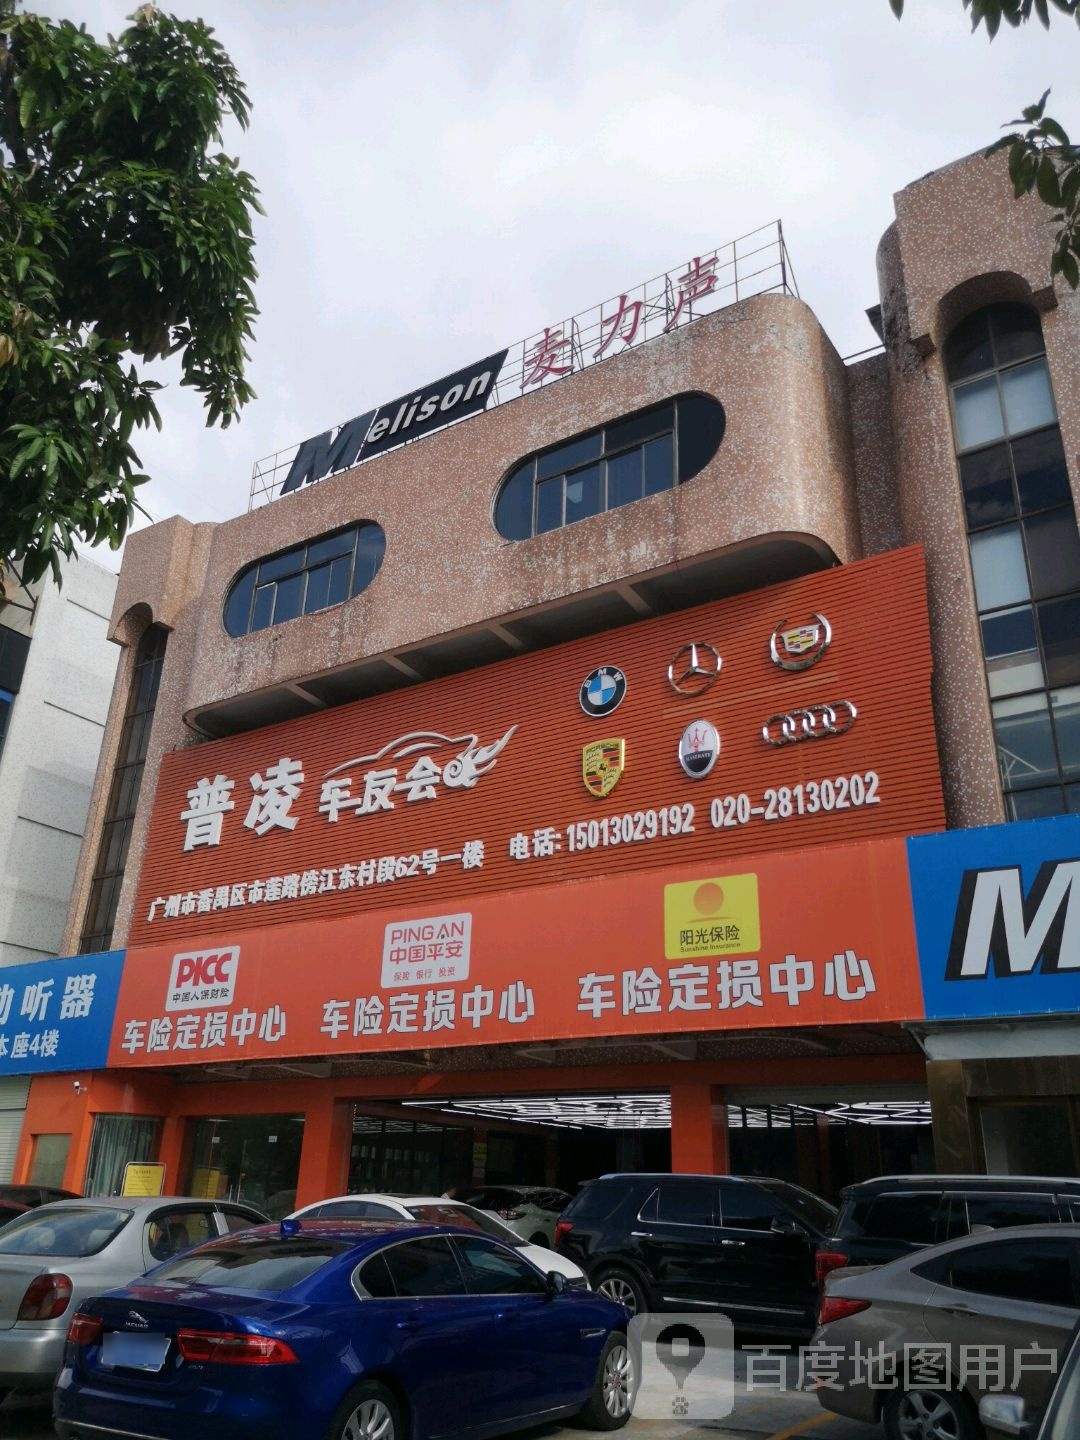 麦力声
Melison
BMW
普凌车友会
PORSCHE
MASERATI
广州市番禺区市莲路傍江东村段62号一楼
电话:15013029192 020-28130202
PICC
中国人保财险
车险定损中心
PING AN
中国平安
保险 银行 投资
车险定损中心
阳光保险
Sunshine Insurance
车险定损中心
助听器
本座4楼
M
JAGUAR
百度地图用户